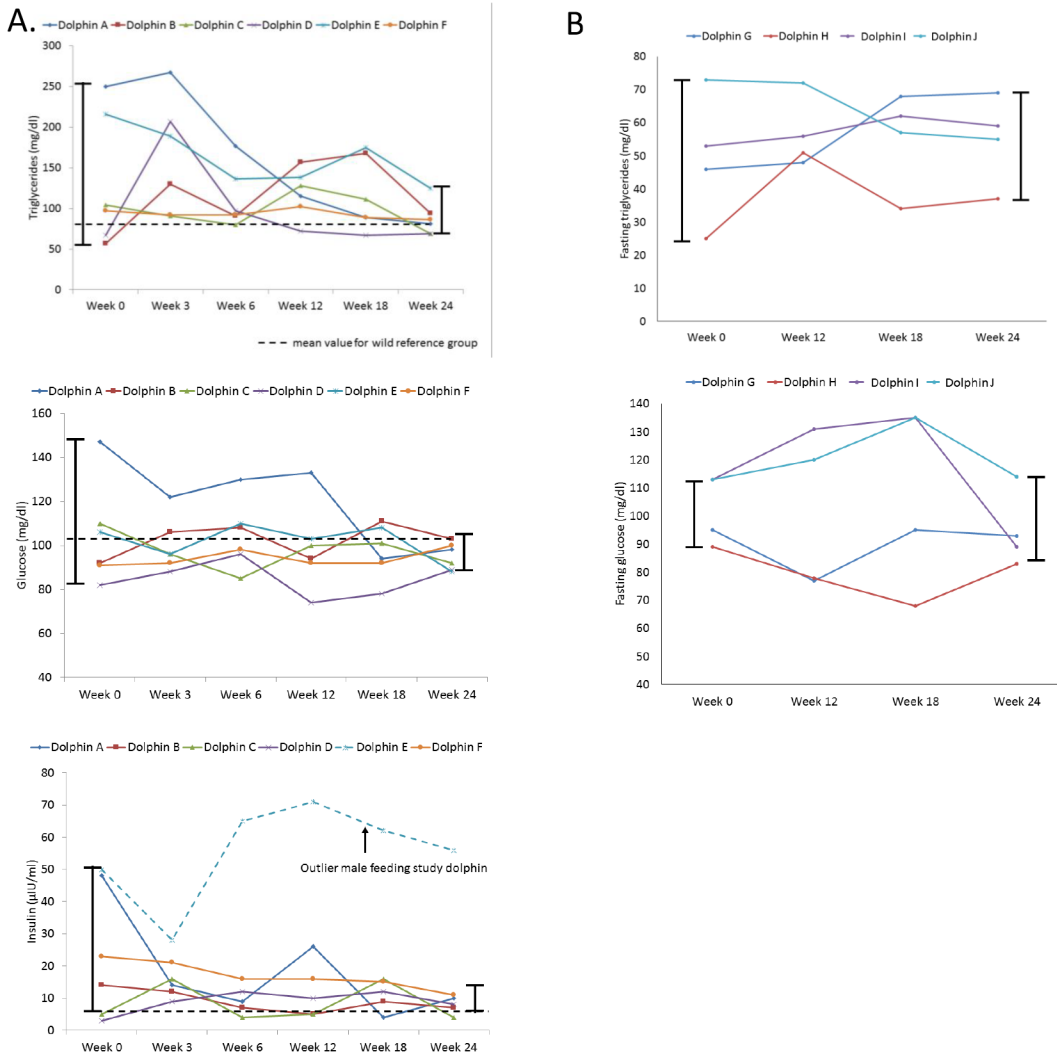 A.
Dolphin A Dolphin B Dolphin C Dolphin D Dolphin E Dolphin F
Triglycerides (mg/dl)
300
250
200
150
100
50
0
Week 0 Week 3 Week 6 Week 12 Week 18 Week 24
mean value for wild reference group
Dolphin A Dolphin B Dolphin C Dolphin D Dolphin E Dolphin F
Glucose (mg/dl)
160
140
120
100
80
60
40
Week 0 Week 3 Week 6 Week 12 Week 18 Week 24
Dolphin A Dolphin B Dolphin C Dolphin D Dolphin E Dolphin F
Insulin (µIU/ml)
80
70
60
50
40
30
20
10
0
Outlier male feeding study dolphin
Week 0 Week 3 Week 6 Week 12 Week 18 Week 24
B
Dolphin G Dolphin H Dolphin I Dolphin J
Fasting triglycerides (mg/dl)
80
70
60
50
40
30
20
10
0
Week 0 Week 12 Week 18 Week 24
Dolphin G Dolphin H Dolphin I Dolphin J
Fasting glucose (mg/dl)
140
130
120
110
100
90
80
70
60
50
40
Week 0 Week 12 Week 18 Week 24